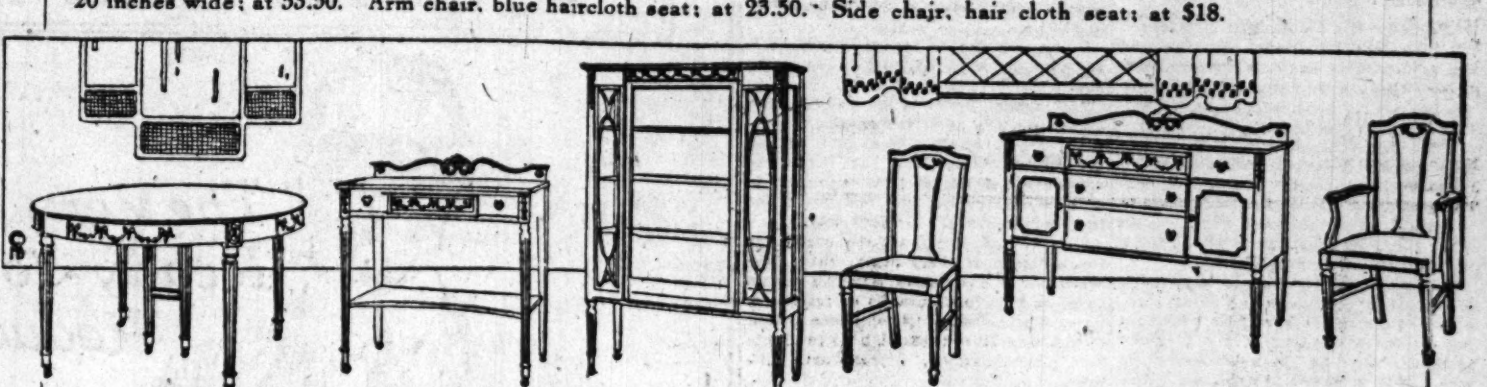 20 inches wide; at 55.50. Arm chair, blue haircloth seat; at 23.50. Side chair, hair cloth seat; at $18.